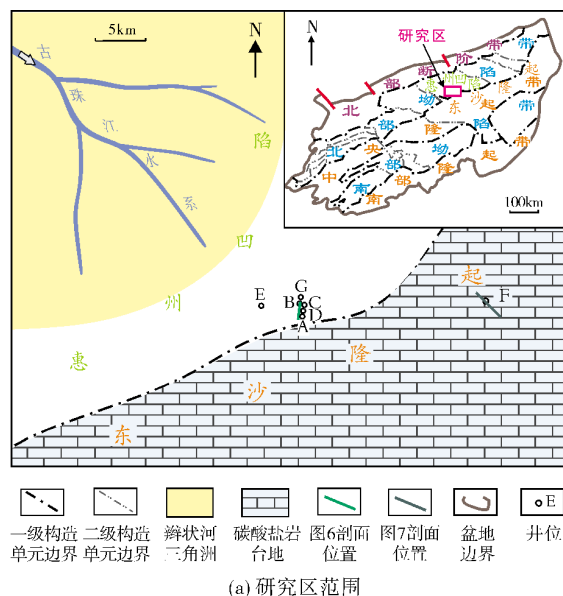 5km
N
古珠江水系
惠州凹陷
东沙隆起
E
G
B
C
D
A
F
N
研究区
北部断阶带
惠州凹陷
北部坳陷带
东沙隆起
中央隆起带
南部坳陷带
南部隆起带
100km
E
一级构造
单元边界
二级构造
单元边界
辫状河
三角洲
碳酸盐岩
台地
图6剖面
位置
图7剖面
位置
盆地
边界
井位
(a) 研究区范围